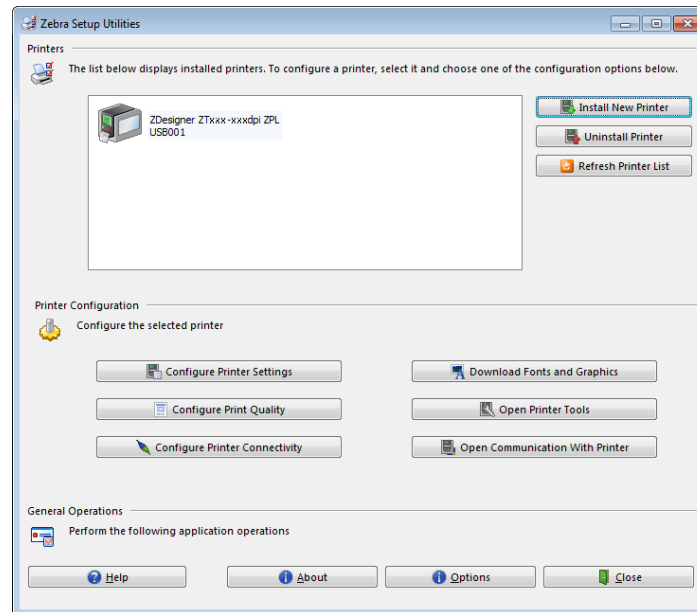 Zebra Setup Utilities
Printers
The list below displays installed printers. To configure a printer, select it and choose one of the configuration options below.
ZDesigner ZTxxx-xxxdpi ZPL
USB001
Install New Printer
Uninstall Printer
Refresh Printer List
Printer Configuration
Configure the selected printer
Configure Printer Settings
Download Fonts and Graphics
Configure Print Quality
Open Printer Tools
Configure Printer Connectivity
Open Communication With Printer
General Operations
Perform the following application operations
Help
About
Options
Close